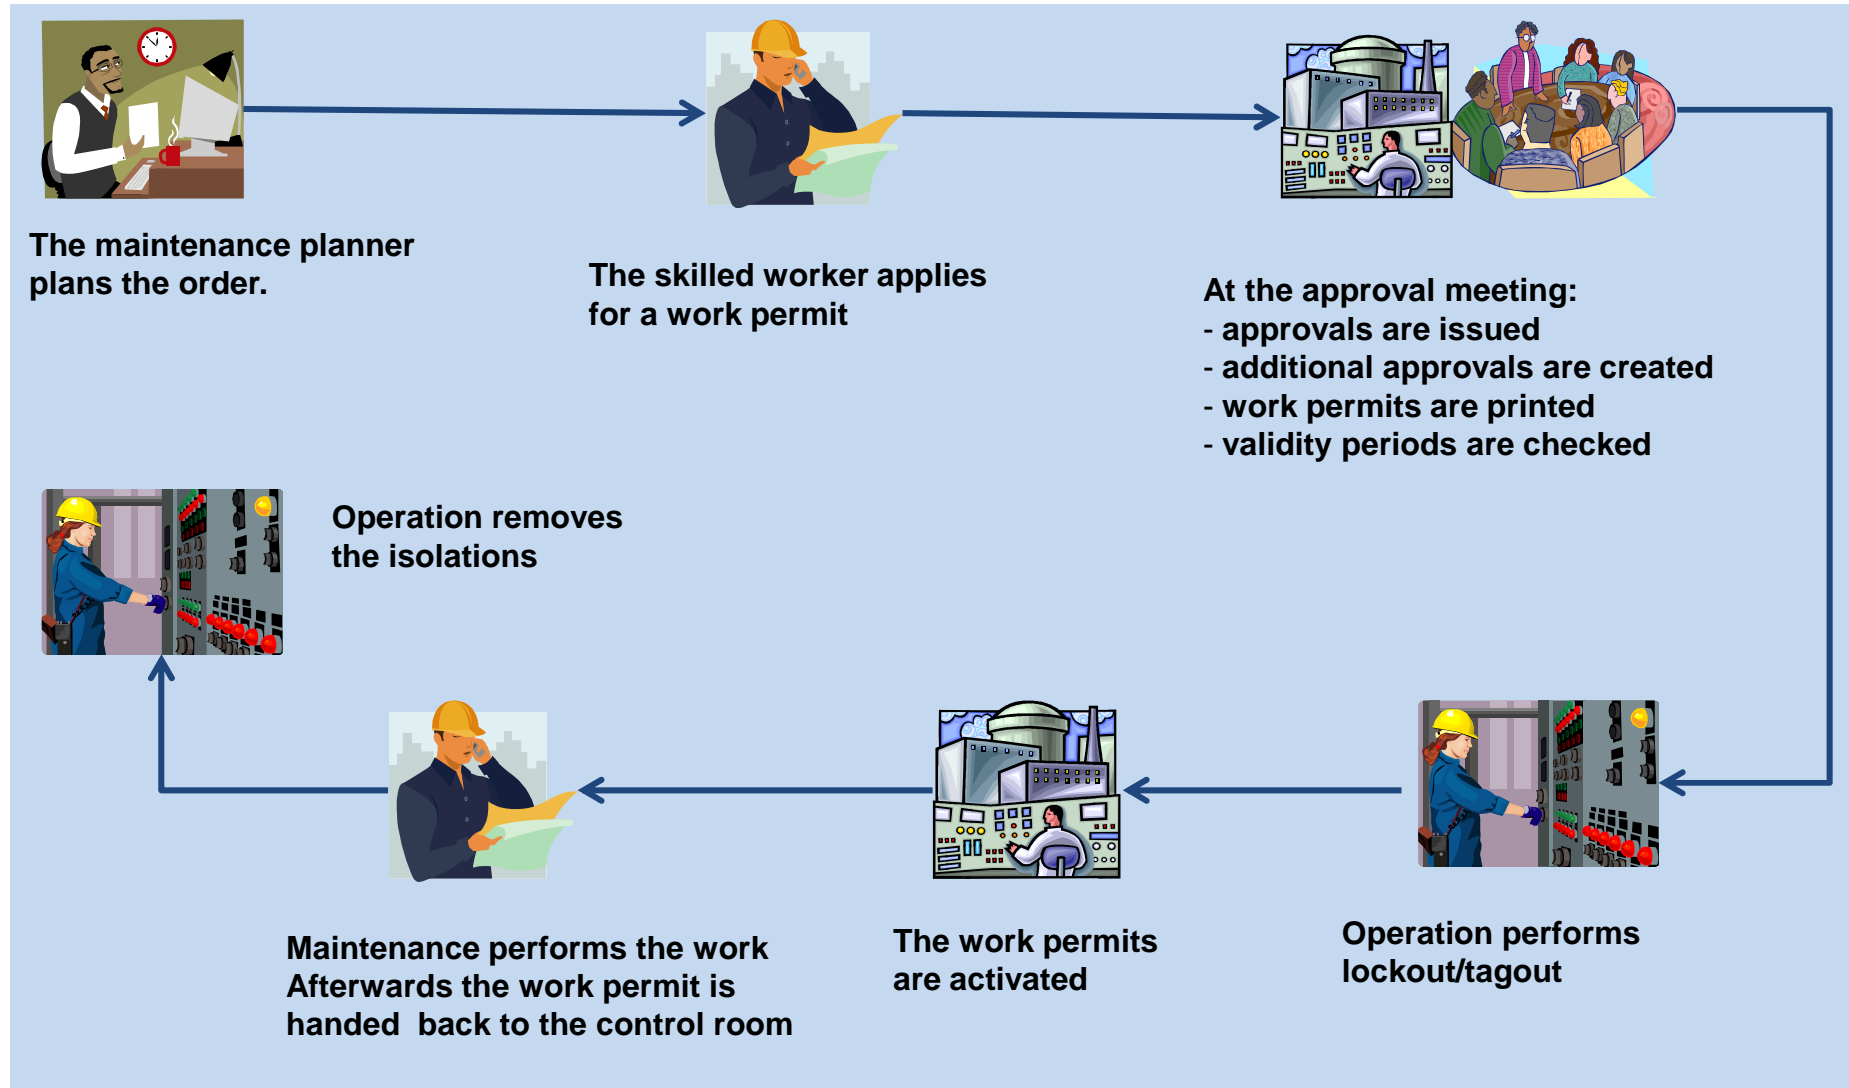 The maintenance planner
plans the order.
The skilled worker applies
for a work permit
At the approval meeting:
- approvals are issued
- additional approvals are created
- work permits are printed
- validity periods are checked
Operation removes
the isolations
Maintenance performs the work
Afterwards the work permit is
handed  back to the control room
The work permits
are activated
Operation performs
lockout/tagout